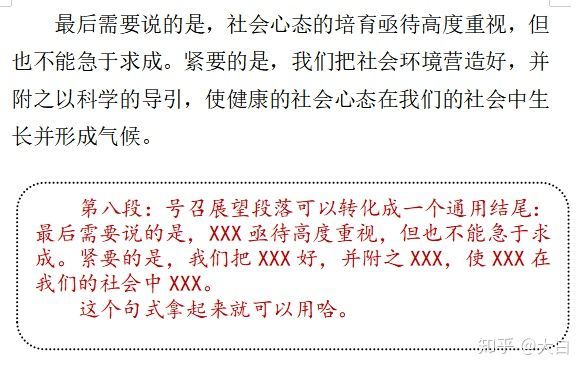 最后需要说的是，社会心态的培育亟待高度重视，但
也不能急于求成。紧要的是，我们把社会环境营造好，并
附之以科学的导引，使健康的社会心态在我们的社会中生
长并形成气候。
第八段：号召展望段落可以转化成一个通用结尾：
最后需要说的是，XXX 亟待高度重视，但也不能急于求
成。紧要的是，我们把 XXX 好，并附之 XXX，使 XXX 在
我们的社会中 XXX。
这个句式拿起来就可以用哈。
知乎 @大白